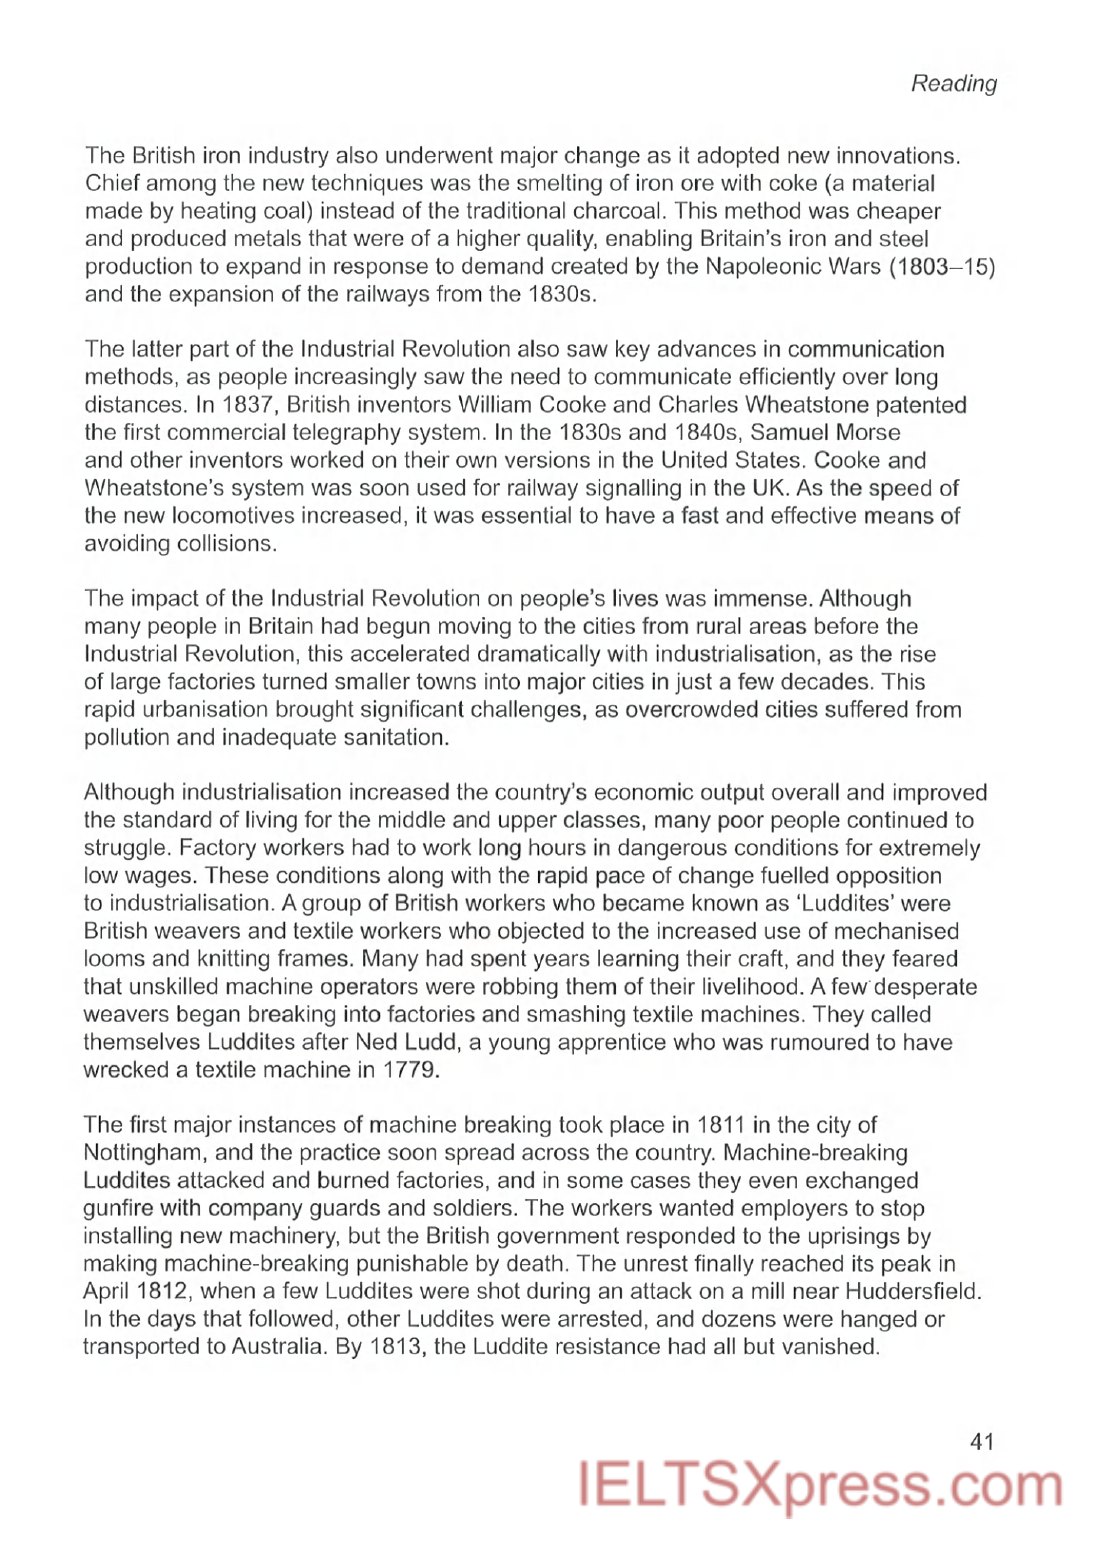 Reading
The British iron industry also underwent major change as it adopted new innovations.
Chief among the new techniques was the smelting of iron ore with coke (a material
made by heating coal) instead of the traditional charcoal. This method was cheaper
and produced metals that were of a higher quality, enabling Britain's iron and steel
production to expand in response to demand created by the Napoleonic Wars (1803–15)
and the expansion of the railways from the 1830s.
The latter part of the Industrial Revolution also saw key advances in communication
methods, as people increasingly saw the need to communicate efficiently over long
distances. In 1837, British inventors William Cooke and Charles Wheatstone patented
the first commercial telegraphy system. In the 1830s and 1840s, Samuel Morse
and other inventors worked on their own versions in the United States. Cooke and
Wheatstone's system was soon used for railway signalling in the UK. As the speed of
the new locomotives increased, it was essential to have a fast and effective means of
avoiding collisions.
The impact of the Industrial Revolution on people's lives was immense. Although
many people in Britain had begun moving to the cities from rural areas before the
Industrial Revolution, this accelerated dramatically with industrialisation, as the rise
of large factories turned smaller towns into major cities in just a few decades. This
rapid urbanisation brought significant challenges, as overcrowded cities suffered from
pollution and inadequate sanitation.
Although industrialisation increased the country's economic output overall and improved
the standard of living for the middle and upper classes, many poor people continued to
struggle. Factory workers had to work long hours in dangerous conditions for extremely
low wages. These conditions along with the rapid pace of change fuelled opposition
to industrialisation. A group of British workers who became known as 'Luddites' were
British weavers and textile workers who objected to the increased use of mechanised
looms and knitting frames. Many had spent years learning their craft, and they feared
that unskilled machine operators were robbing them of their livelihood. A few desperate
weavers began breaking into factories and smashing textile machines. They called
themselves Luddites after Ned Ludd, a young apprentice who was rumoured to have
wrecked a textile machine in 1779.
The first major instances of machine breaking took place in 1811 in the city of
Nottingham, and the practice soon spread across the country. Machine-breaking
Luddites attacked and burned factories, and in some cases they even exchanged
gunfire with company guards and soldiers. The workers wanted employers to stop
installing new machinery, but the British government responded to the uprisings by
making machine-breaking punishable by death. The unrest finally reached its peak in
April 1812, when a few Luddites were shot during an attack on a mill near Huddersfield.
In the days that followed, other Luddites were arrested, and dozens were hanged or
transported to Australia. By 1813, the Luddite resistance had all but vanished.
41
IELTSXpress.com